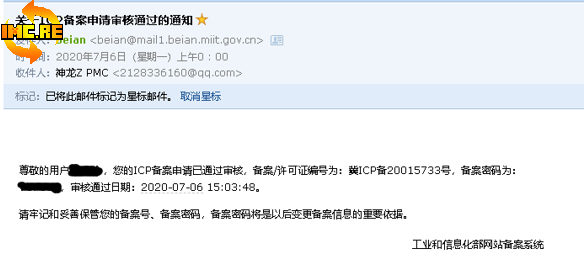 关于ICP备案申请审核通过的通知
IMC.RE
发件人：beian <beian@mail1.beian.miit.gov.cn>
时间：2020年7月6日（星期一）上午0：00
收件人：神龙Z PMC <2128336160@qq.com>
标记：已将此邮件标记为星标邮件。 取消星标
尊敬的用户，您的ICP备案申请已通过审核，备案/许可证编号为：冀ICP备20015733号，备案密码为：
，审核通过日期：2020-07-06 15:03:48。
请牢记和妥善保管您的备案号、备案密码，备案密码将是以后变更备案信息的重要依据。
工业和信息化部网站备案系统